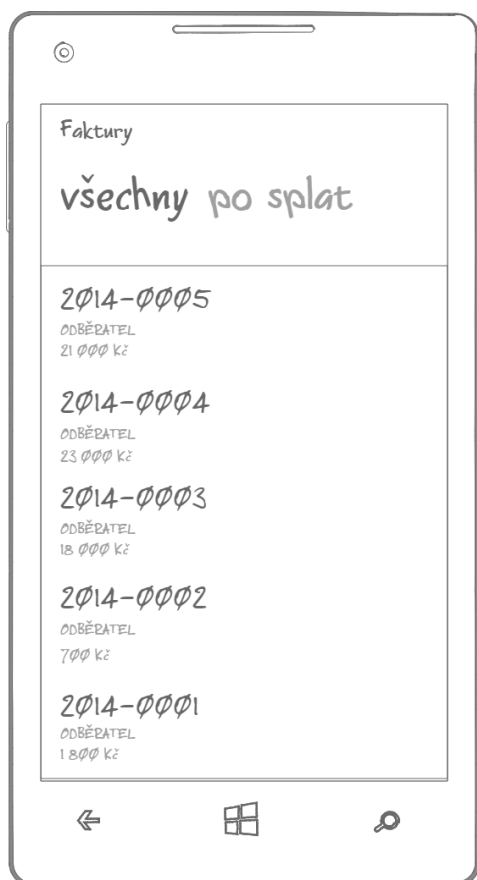 Faktury
všechny po splat
2014-0005
ODBĚRATEL
21 000 Kč
2014-0004
ODBĚRATEL
23 000 Kč
2014-0003
ODBĚRATEL
18 000 Kč
2014-0002
ODBĚRATEL
700 Kč
2014-0001
ODBĚRATEL
1 800 Kč